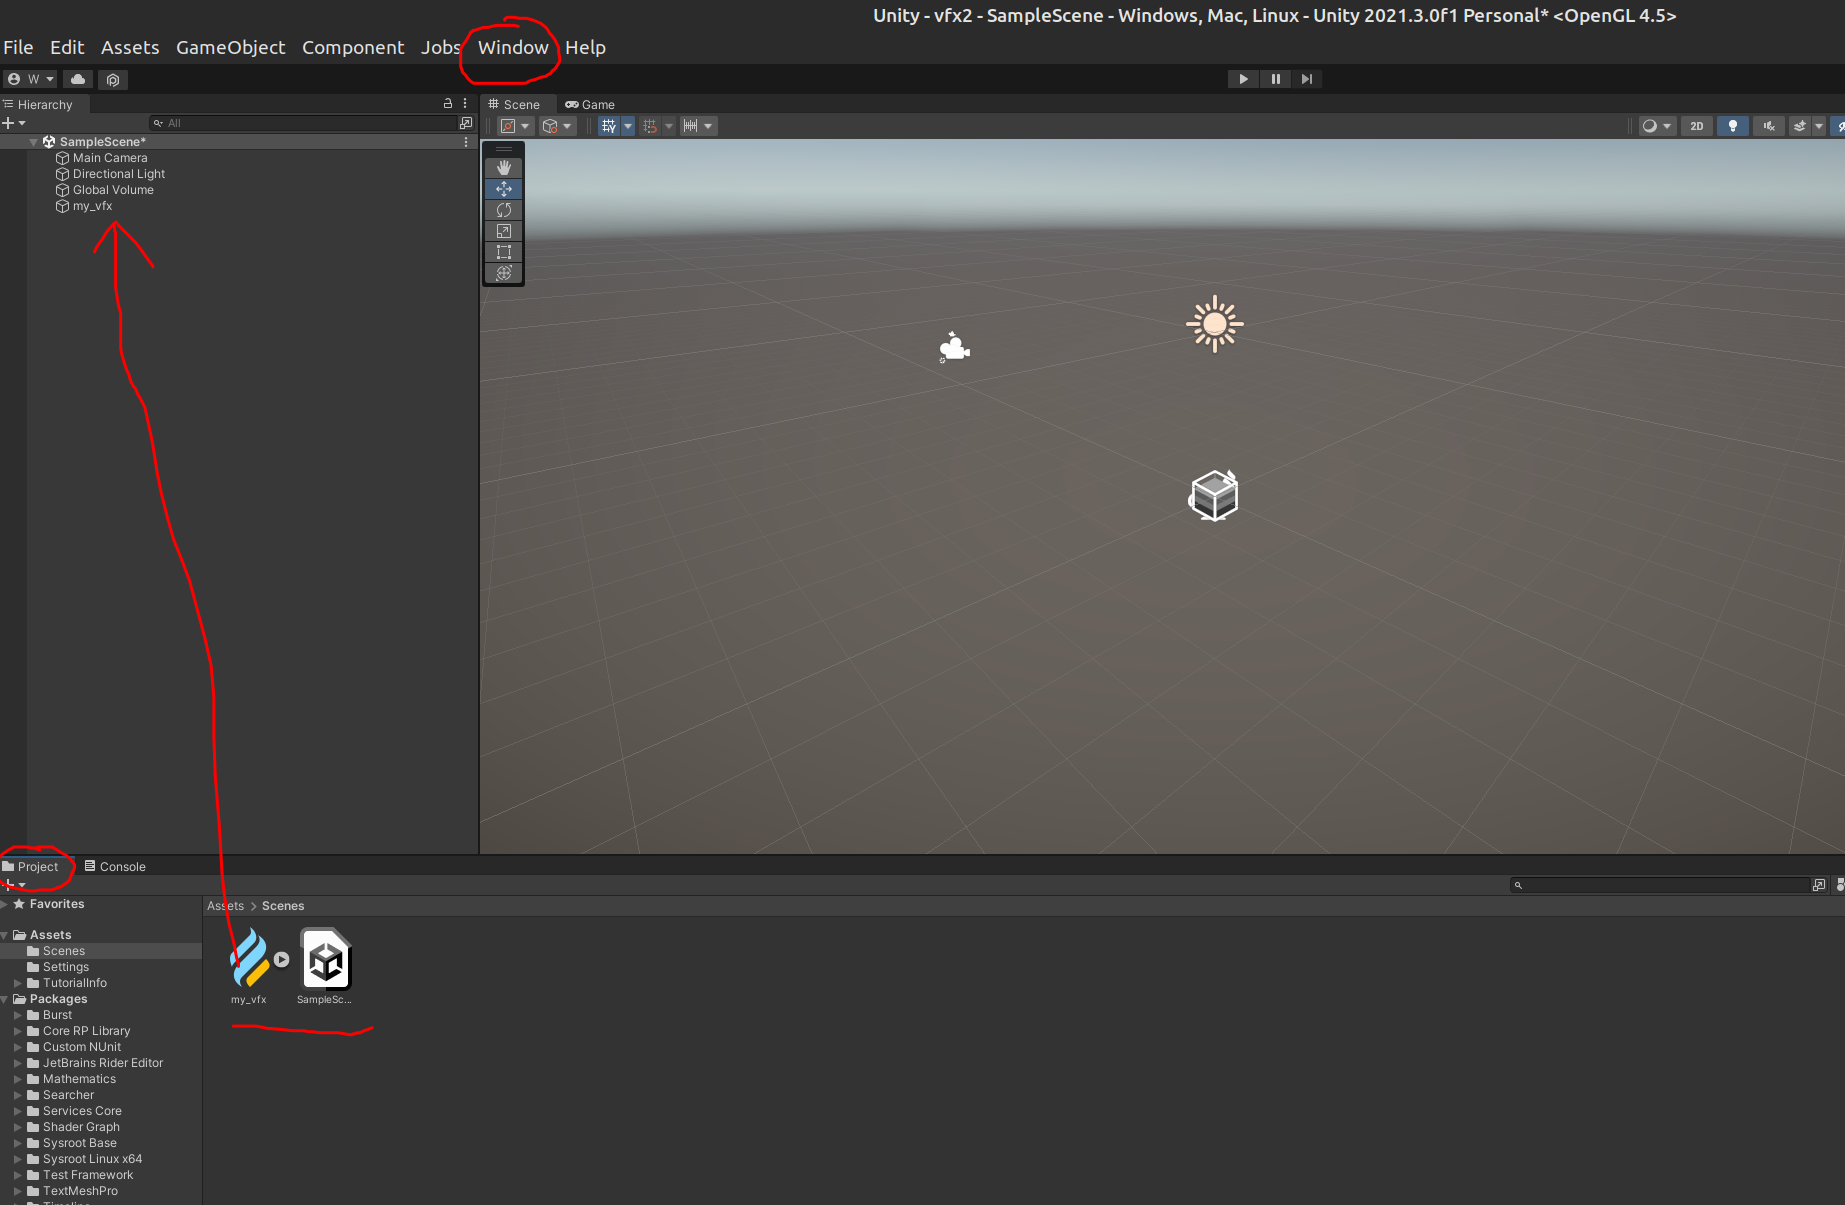 Unity - vfx2 - SampleScene - Windows, Mac, Linux - Unity 2021.3.0f1 Personal* <OpenGL 4.5>
File Edit Assets GameObject Component Jobs Window Help
W
Hierarchy
Scene
Game
All
2D
SampleScene*
Main Camera
Directional Light
Global Volume
my_vfx
Project
Console
Favorites
Assets > Scenes
Assets
Scenes
Settings
TutorialInfo
Packages
Burst
Core RP Library
Custom NUnit
JetBrains Rider Editor
Mathematics
Searcher
Services Core
Shader Graph
Sysroot Base
Sysroot Linux x64
Test Framework
TextMeshPro
Timeline
my_vfx
SampleSc...